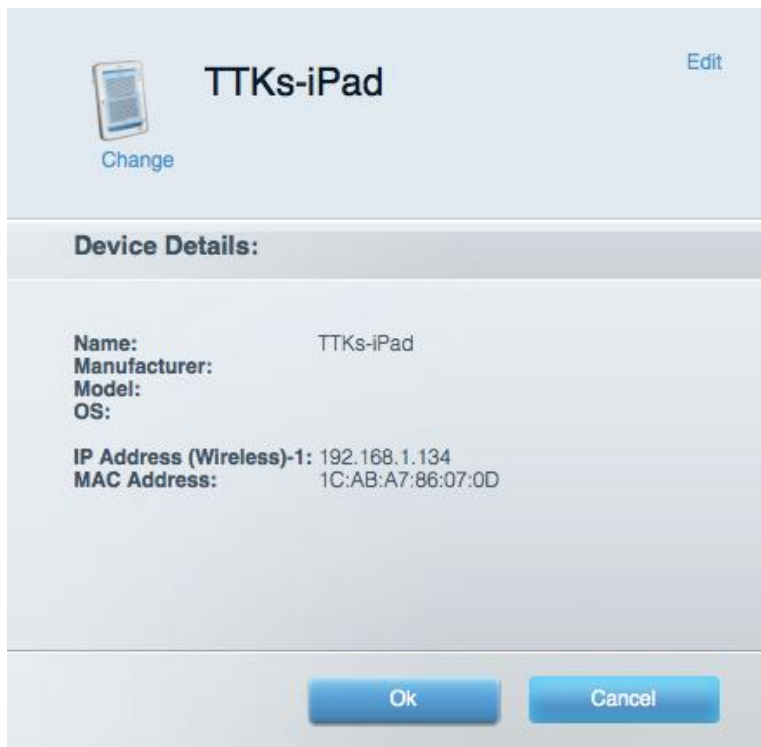 TTKs-iPad
Edit
Change
Device Details:
Name: TTKs-iPad
Manufacturer:
Model:
OS:
IP Address (Wireless)-1: 192.168.1.134
MAC Address: 1C:AB:A7:86:07:0D
Ok
Cancel